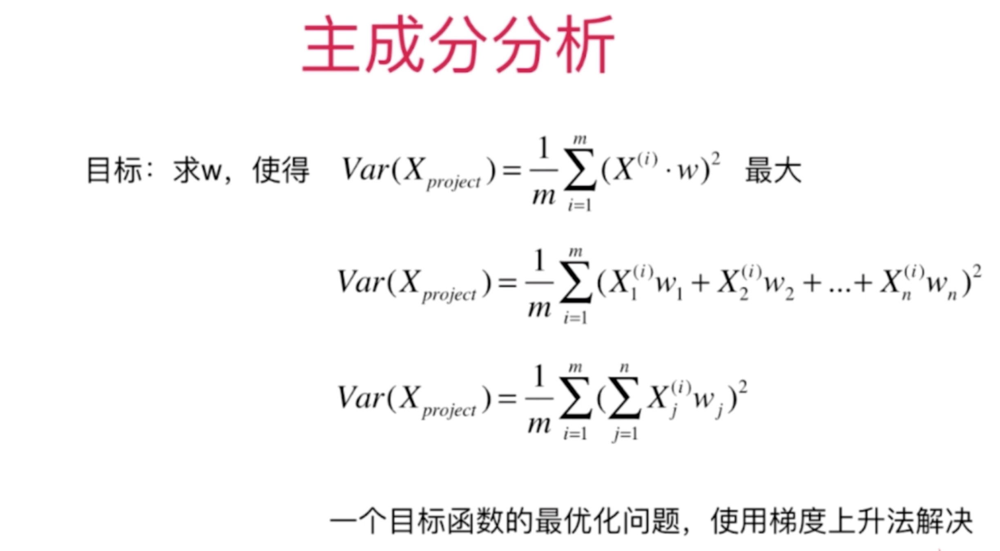 主成分分析
目标：求w，使得 Var(X_{project}) = \frac{1}{m} \sum_{i=1}^{m} (X^{(i)} \cdot w)^2 最大
Var(X_{project}) = \frac{1}{m} \sum_{i=1}^{m} (X_1^{(i)} w_1 + X_2^{(i)} w_2 + ... + X_n^{(i)} w_n)^2
Var(X_{project}) = \frac{1}{m} \sum_{i=1}^{m} (\sum_{j=1}^{n} X_j^{(i)} w_j)^2
一个目标函数的最优化问题，使用梯度上升法解决